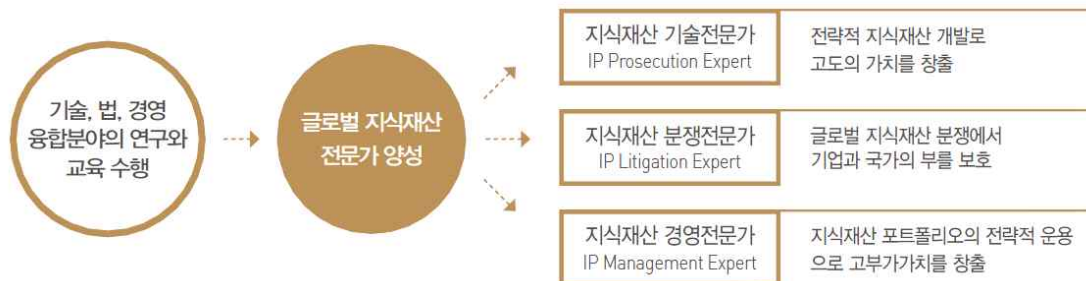 기술, 법, 경영
융합분야의 연구와
교육 수행
글로벌 지식재산
전문가 양성
지식재산 기술전문가
IP Prosecution Expert
전략적 지식재산 개발로
고도의 가치를 창출
지식재산 분쟁전문가
IP Litigation Expert
글로벌 지식재산 분쟁에서
기업과 국가의 부를 보호
지식재산 경영전문가
IP Management Expert
지식재산 포트폴리오의 전략적 운용
으로 고부가가치를 창출